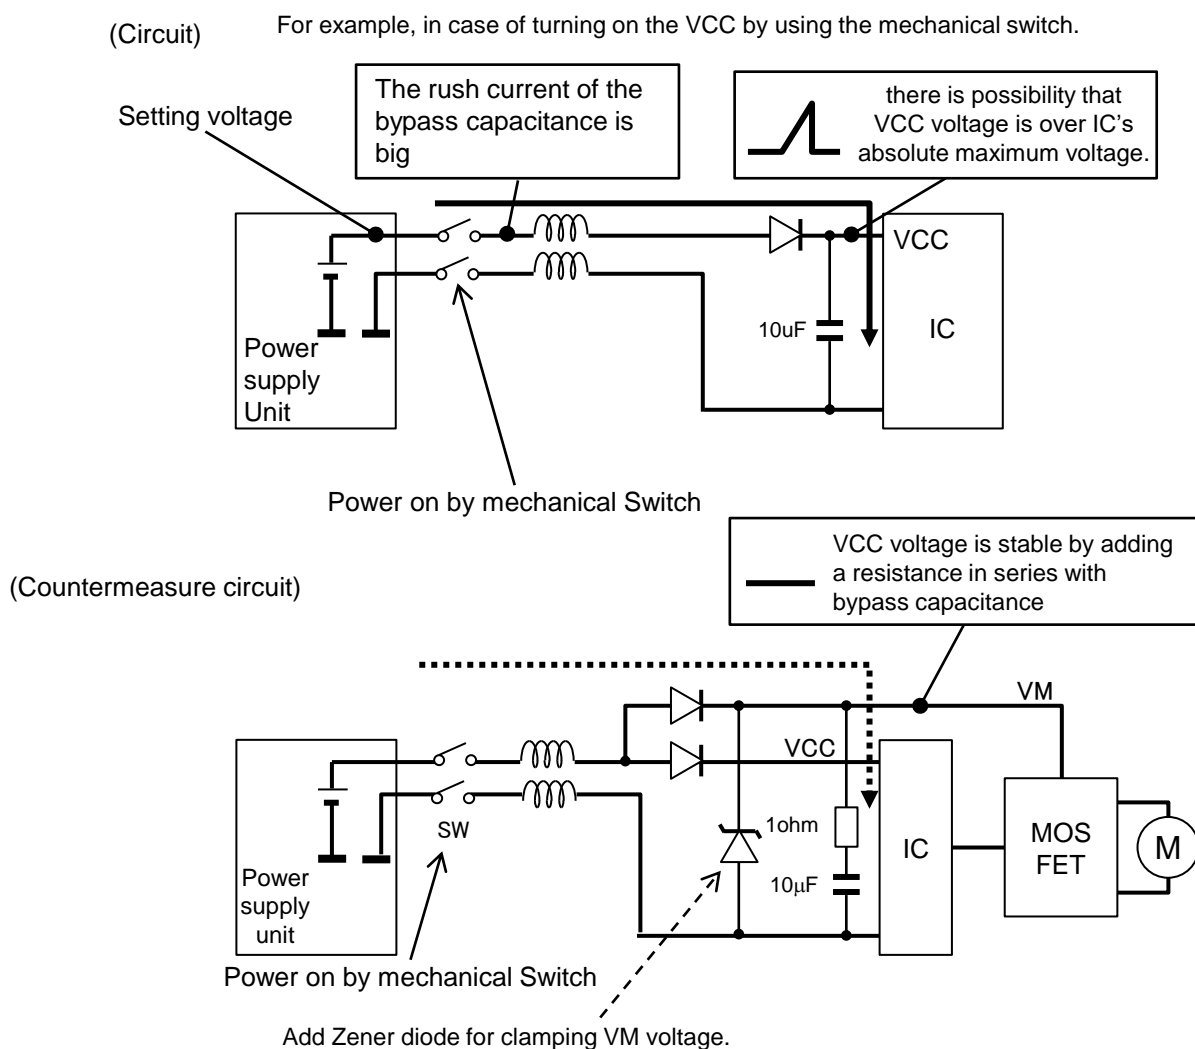 For example, in case of turning on the VCC by using the mechanical switch.
(Circuit)
The rush current of the
bypass capacitance is
big
there is possibility that
VCC voltage is over IC's
absolute maximum voltage.
Setting voltage
VCC
10uF
IC
Power
supply
Unit
Power on by mechanical Switch
VCC voltage is stable by adding
a resistance in series with
bypass capacitance
(Countermeasure circuit)
VM
VCC
SW
1ohm
IC
MOS
FET
M
10μF
Power
supply
unit
Power on by mechanical Switch
Add Zener diode for clamping VM voltage.